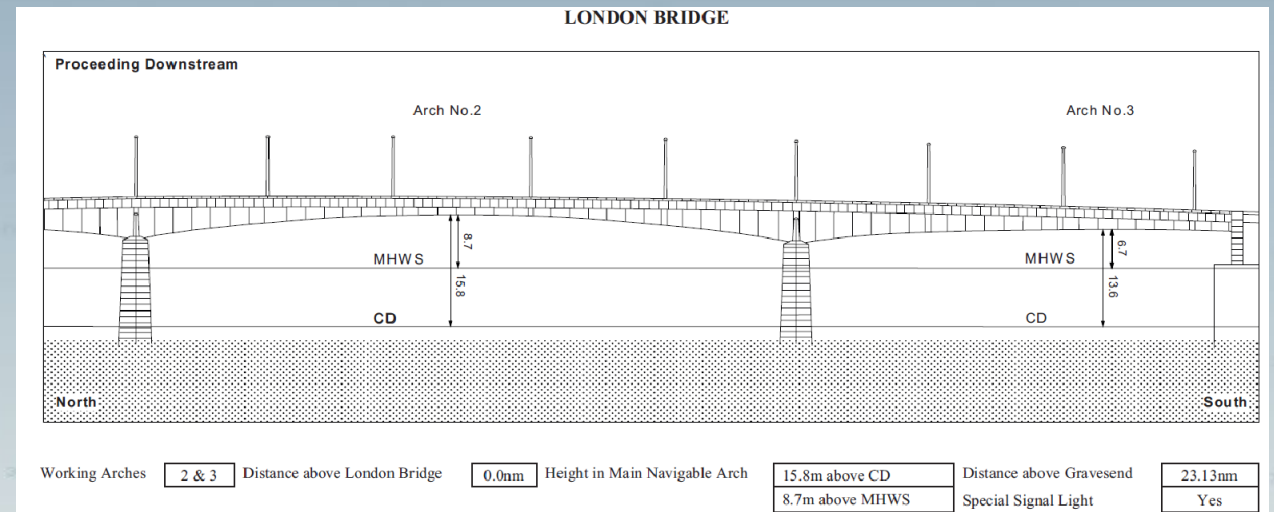 LONDON BRIDGE
Proceeding Downstream
Arch No.2
Arch No.3
8.7
6.7
MHWS
MHWS
15.8
13.6
CD
CD
North
South
Working Arches 2 & 3 Distance above London Bridge 0.0nm Height in Main Navigable Arch 15.8m above CD Distance above Gravesend 23.13nm
8.7m above MHWS Special Signal Light Yes